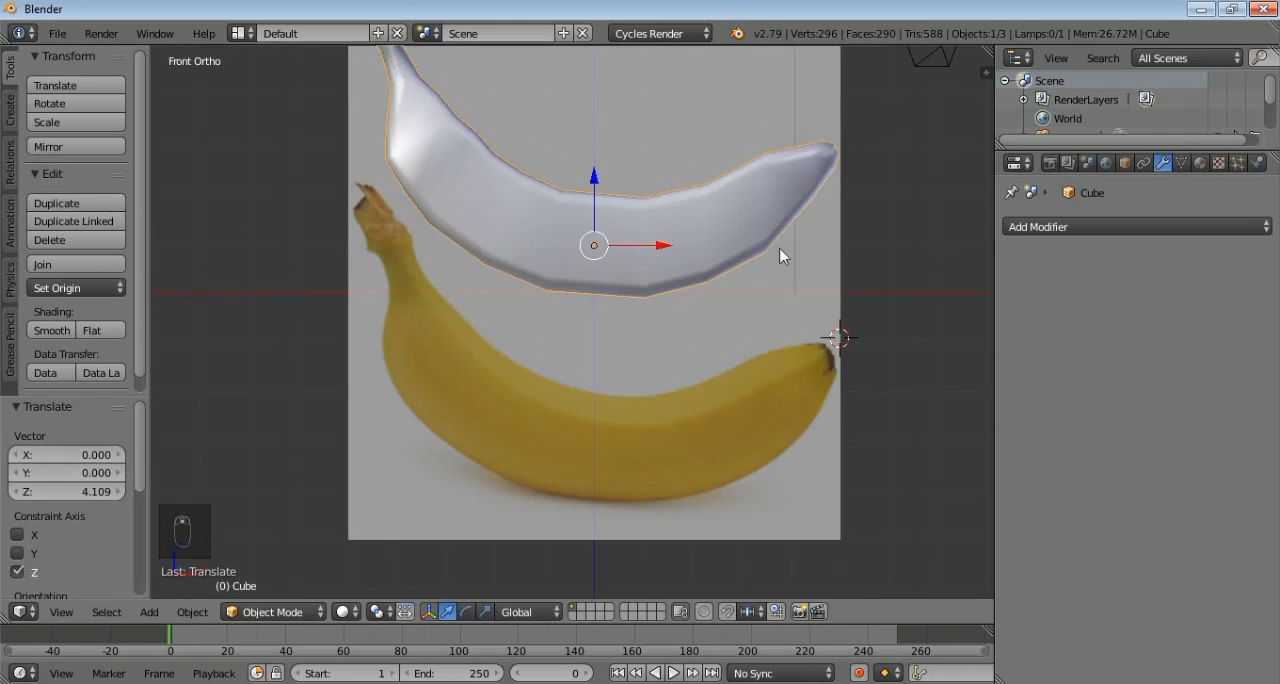 Blender
File Render Window Help Default Scene Cycles Render v2.79 | Verts:296 | Faces:290 | Tris:588 | Objects:1/3 | Lamps:0/1 | Mem:26.72M | Cube
Tools
Create
Relations
Animation
Physics
Grease Pencil
Transform
Translate
Rotate
Scale
Mirror
Edit
Duplicate
Duplicate Linked
Delete
Join
Set Origin
Shading:
Smooth Flat
Data Transfer:
Data Data La
Translate
Vector
X: 0.000
Y: 0.000
Z: 4.109
Constraint Axis
X
Y
Z
Orientation
Front Ortho
Last: Translate
(0) Cube
View Select Add Object Object Mode Global
-40 -20 0 20 40 60 80 100 120 140 160 180 200 220 240 260
View Marker Frame Playback Start: 1 End: 250 0 No Sync
View Search All Scenes
Scene
RenderLayers |
World
Cube
Add Modifier